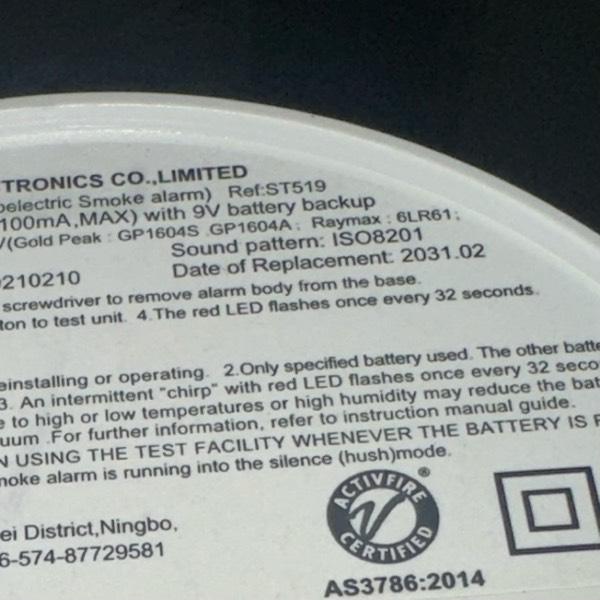 TRONICS CO.,LIMITED
oelectric Smoke alarm) Ref:ST519
100mA,MAX) with 9V battery backup
/(Gold Peak : GP1604S .GP1604A ; Raymax : 6LR61;
Sound pattern: ISO8201
210210 Date of Replacement: 2031.02
screwdriver to remove alarm body from the base.
ton to test unit. 4.The red LED flashes once every 32 seconds.
einstalling or operating. 2.Only specified battery used. The other batte
3. An intermittent "chirp" with red LED flashes once every 32 seco
e to high or low temperatures or high humidity may reduce the bat
uum .For further information, refer to instruction manual guide.
N USING THE TEST FACILITY WHENEVER THE BATTERY IS
moke alarm is running into the silence (hush)mode.
ACTIVFIRE ®
CERTIFIED
ei District,Ningbo,
6-574-87729581
AS3786:2014